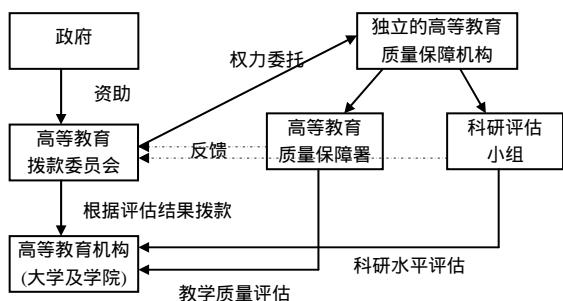 政府
独立的高等教育
质量保障机构
权力委托
资助
高等教育
拨款委员会
反馈
高等教育
质量保障署
科研评估
小组
根据评估结果拨款
高等教育机构
(大学及学院)
科研水平评估
教学质量评估